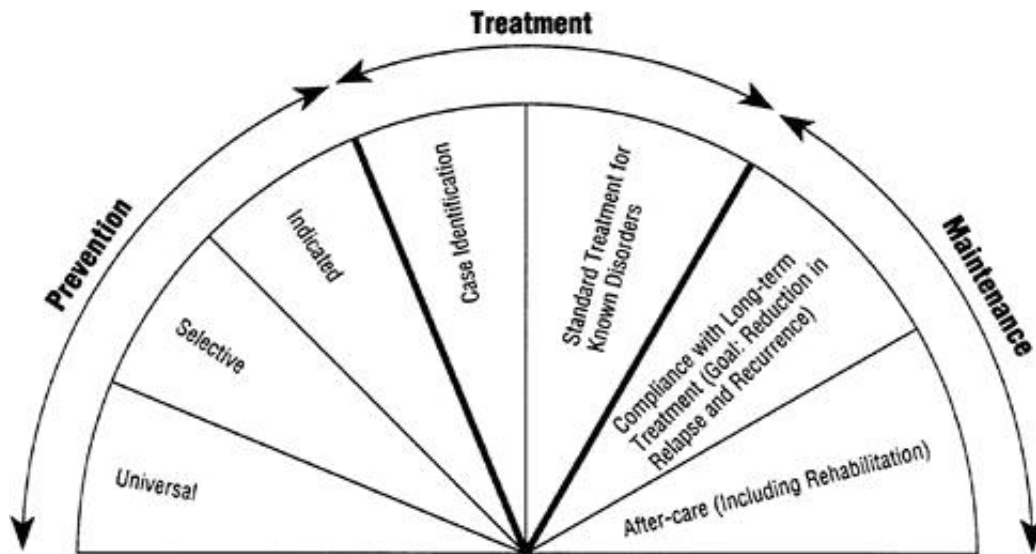 Treatment
Prevention
Maintenance
Universal
Selective
Indicated
Case Identification
Standard Treatment for
Known Disorders
Compliance with Long-term
Treatment (Goal: Reduction in
Relapse and Recurrence)
After-care (Including Rehabilitation)